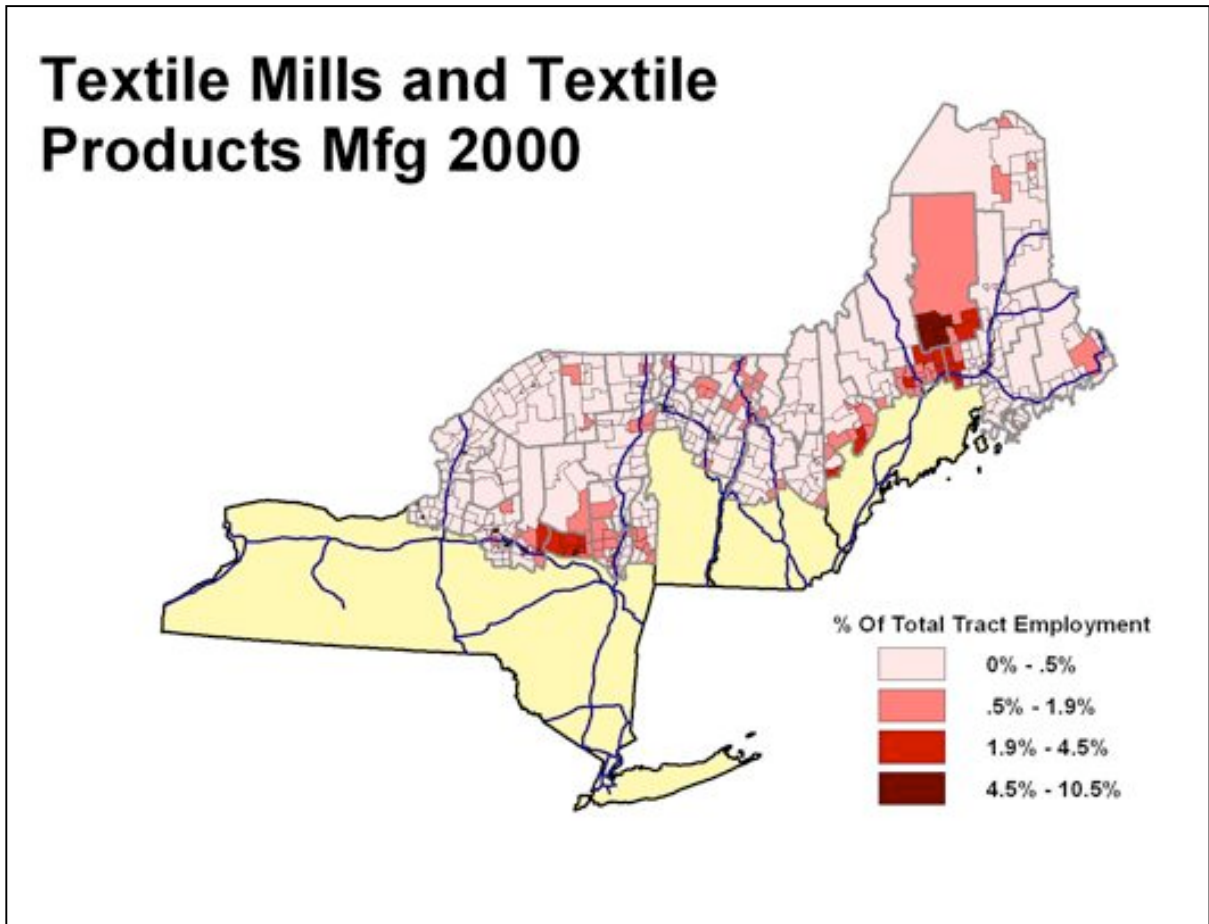 Textile Mills and Textile
Products Mfg 2000
% Of Total Tract Employment
0% - .5%
.5% - 1.9%
1.9% - 4.5%
4.5% - 10.5%